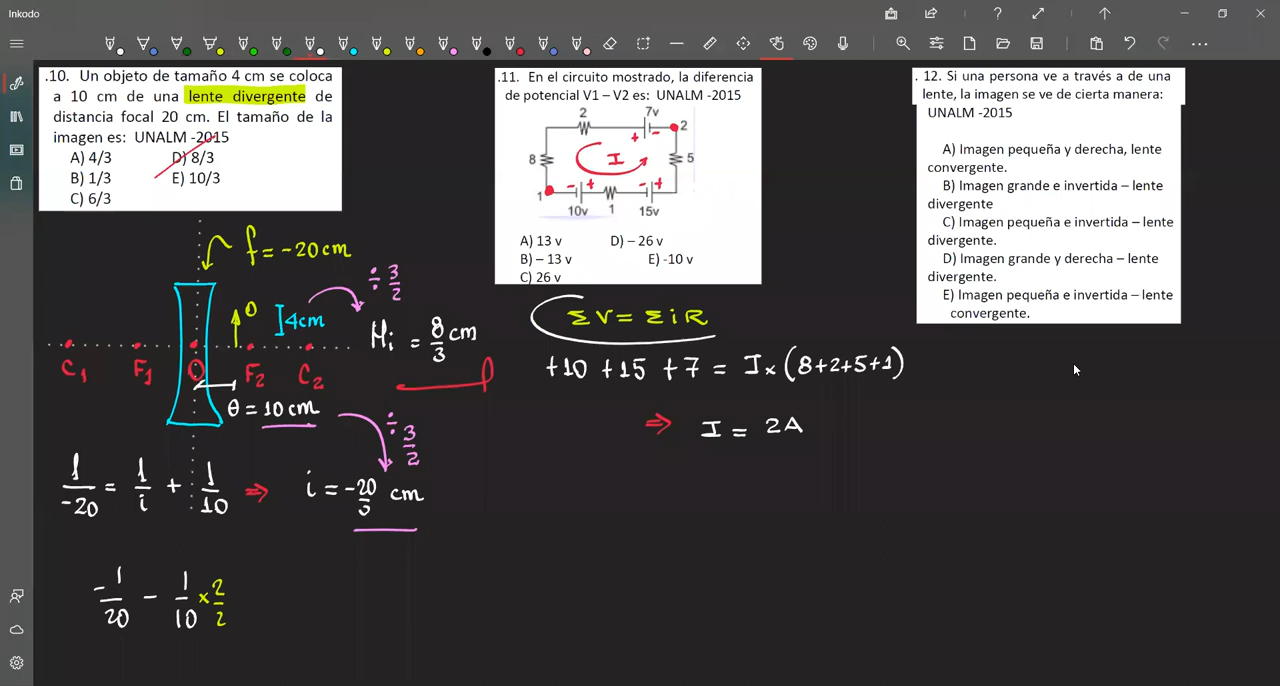 Inkodo
.10. Un objeto de tamaño 4 cm se coloca
a 10 cm de una lente divergente de
distancia focal 20 cm. El tamaño de la
imagen es: UNALM -2015
A) 4/3 D) 8/3
B) 1/3 E) 10/3
C) 6/3
f = -20 cm
O
I 4cm
÷ 3/2
Hi = 8/3 cm
C1 F1 O F2 C2
θ = 10 cm
÷ 3/2
1/-20 = 1/i + 1/10 ⇒ i = -20/3 cm
-1/20 - 1/10 × 2/2
.11. En el circuito mostrado, la diferencia
de potencial V1 – V2 es: UNALM -2015
2 7v 2
+ -
8 I 5
- + - +
1 10v 1 15v
A) 13 v D) – 26 v
B) – 13 v E) -10 v
C) 26 v
ΣV = ΣiR
+10 +15 +7 = I×(8+2+5+1)
⇒ I = 2A
. 12. Si una persona ve a través a de una
lente, la imagen se ve de cierta manera:
UNALM -2015
A) Imagen pequeña y derecha, lente
convergente.
B) Imagen grande e invertida – lente
divergente
C) Imagen pequeña e invertida – lente
divergente.
D) Imagen grande y derecha – lente
divergente.
E) Imagen pequeña e invertida – lente
convergente.